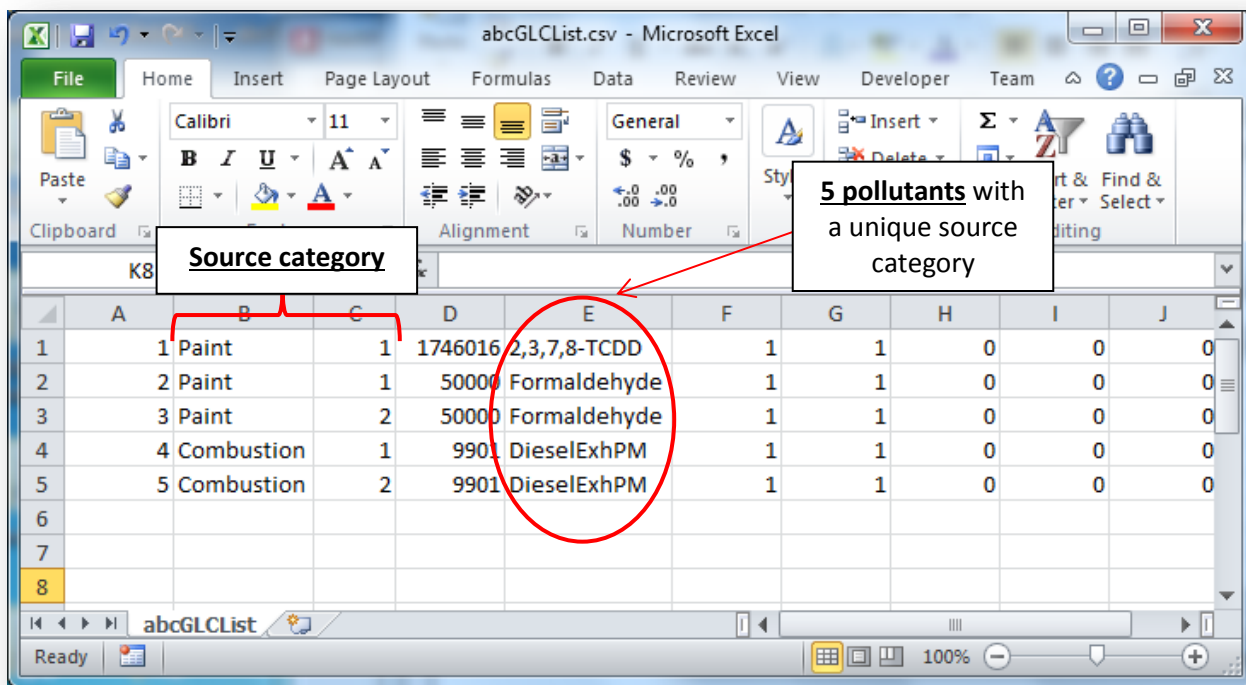 abcGLCList.csv - Microsoft Excel
File Home Insert Page Layout Formulas Data Review View Developer Team
Paste
Clipboard
Calibri 11
B I U A A
Alignment
General
$ % ,
Number
Insert
Delete
Find &
Select
Source category
5 pollutants with
a unique source
category
K8
A B C D E F G H I J
1 1 Paint 1 1746016 2,3,7,8-TCDD 1 1 0 0 0
2 2 Paint 1 50000 Formaldehyde 1 1 0 0 0
3 3 Paint 2 50000 Formaldehyde 1 1 0 0 0
4 4 Combustion 1 9901 DieselExhPM 1 1 0 0 0
5 5 Combustion 2 9901 DieselExhPM 1 1 0 0 0
6
7
8
abcGLCList
Ready 100%